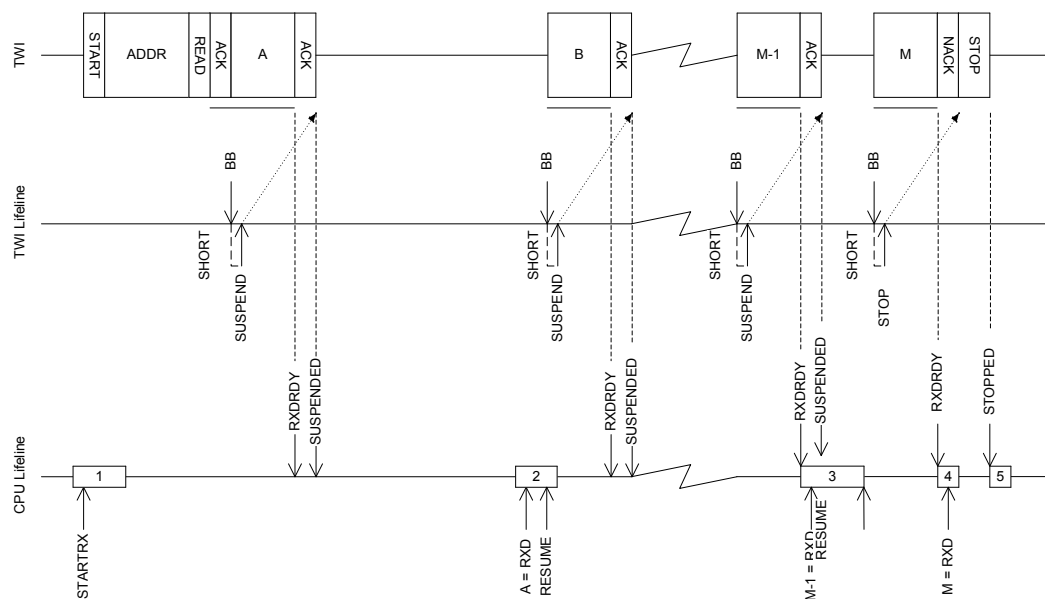 TWI
START
ADDR
READ
ACK
A
ACK
B
ACK
M-1
ACK
M
NACK
STOP
TWI Lifeline
BB
BB
BB
BB
SHORT
SUSPEND
SHORT
SUSPEND
SHORT
SUSPEND
SHORT
STOP
RXDRDY
SUSPENDED
RXDRDY
SUSPENDED
RXDRDY
SUSPENDED
RXDRDY
STOPPED
CPU Lifeline
1
2
3
4
5
STARTRX
A = RXD
RESUME
M-1 = RXD
RESUME
M = RXD